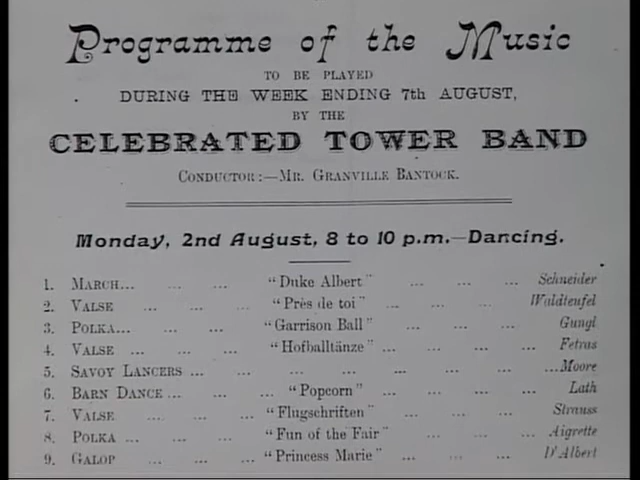 Programme of the Music
TO BE PLAYED
DURING THE WEEK ENDING 7th AUGUST,
BY THE
CELEBRATED TOWER BAND
CONDUCTOR:—MR. GRANVILLE BANTOCK.
Monday, 2nd August, 8 to 10 p.m.—Dancing.
1. MARCH... ... ... "Duke Albert" ... ... ... Schneider
2. VALSE ... ... ... "Près de toi" ... ... ... Waldteufel
3. POLKA... ... ... "Garrison Ball" ... ... ... Gungl
4. VALSE ... ... ... "Hofballtänze" ... ... ... Fetras
5. SAVOY LANCERS ... ... ... ... ... ... ...Moore
6. BARN DANCE ... ... "Popcorn" ... ... ... Lath
7. VALSE ... ... "Flugschriften" ... ... ... Strauss
8. POLKA ... ... ... "Fun of the Fair" ... ... ... Aigrette
9. GALOP ... ... ... "Princess Marie" ... ... ... D'Albert